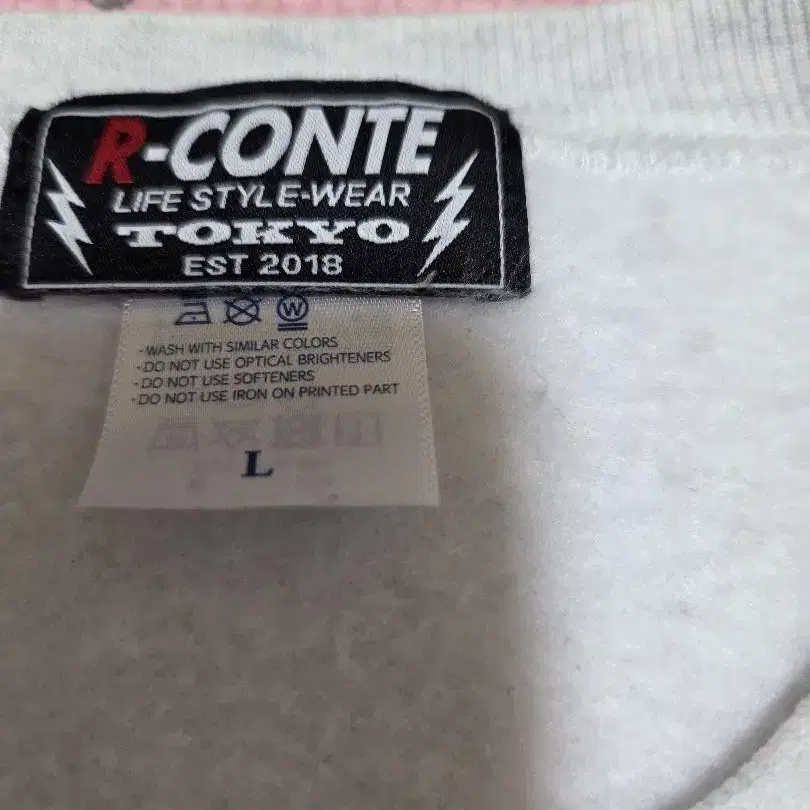 R-CONTE
LIFE STYLE-WEAR
TOKYO
EST 2018
W
-WASH WITH SIMILAR COLORS
-DO NOT USE OPTICAL BRIGHTENERS
-DO NOT USE SOFTENERS
-DO NOT USE IRON ON PRINTED PART
L